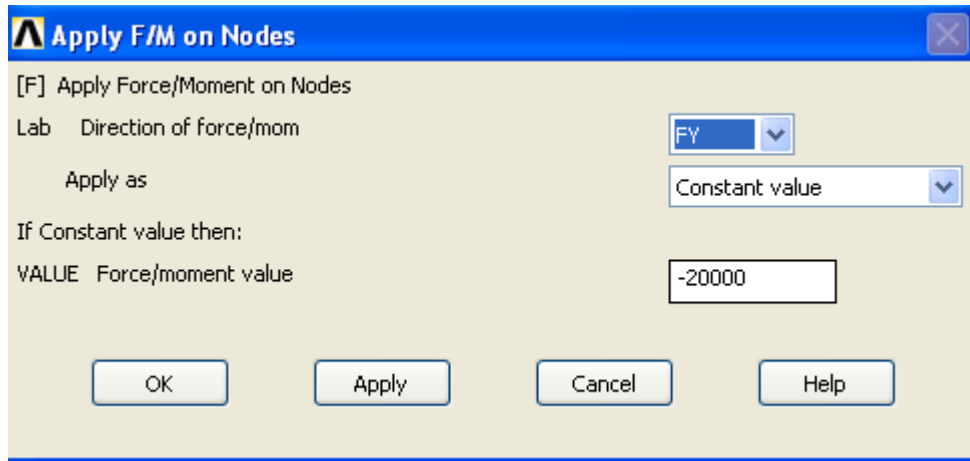 Apply F/M on Nodes
[F] Apply Force/Moment on Nodes
Lab Direction of force/mom FY
Apply as Constant value
If Constant value then:
VALUE Force/moment value -20000
OK Apply Cancel Help